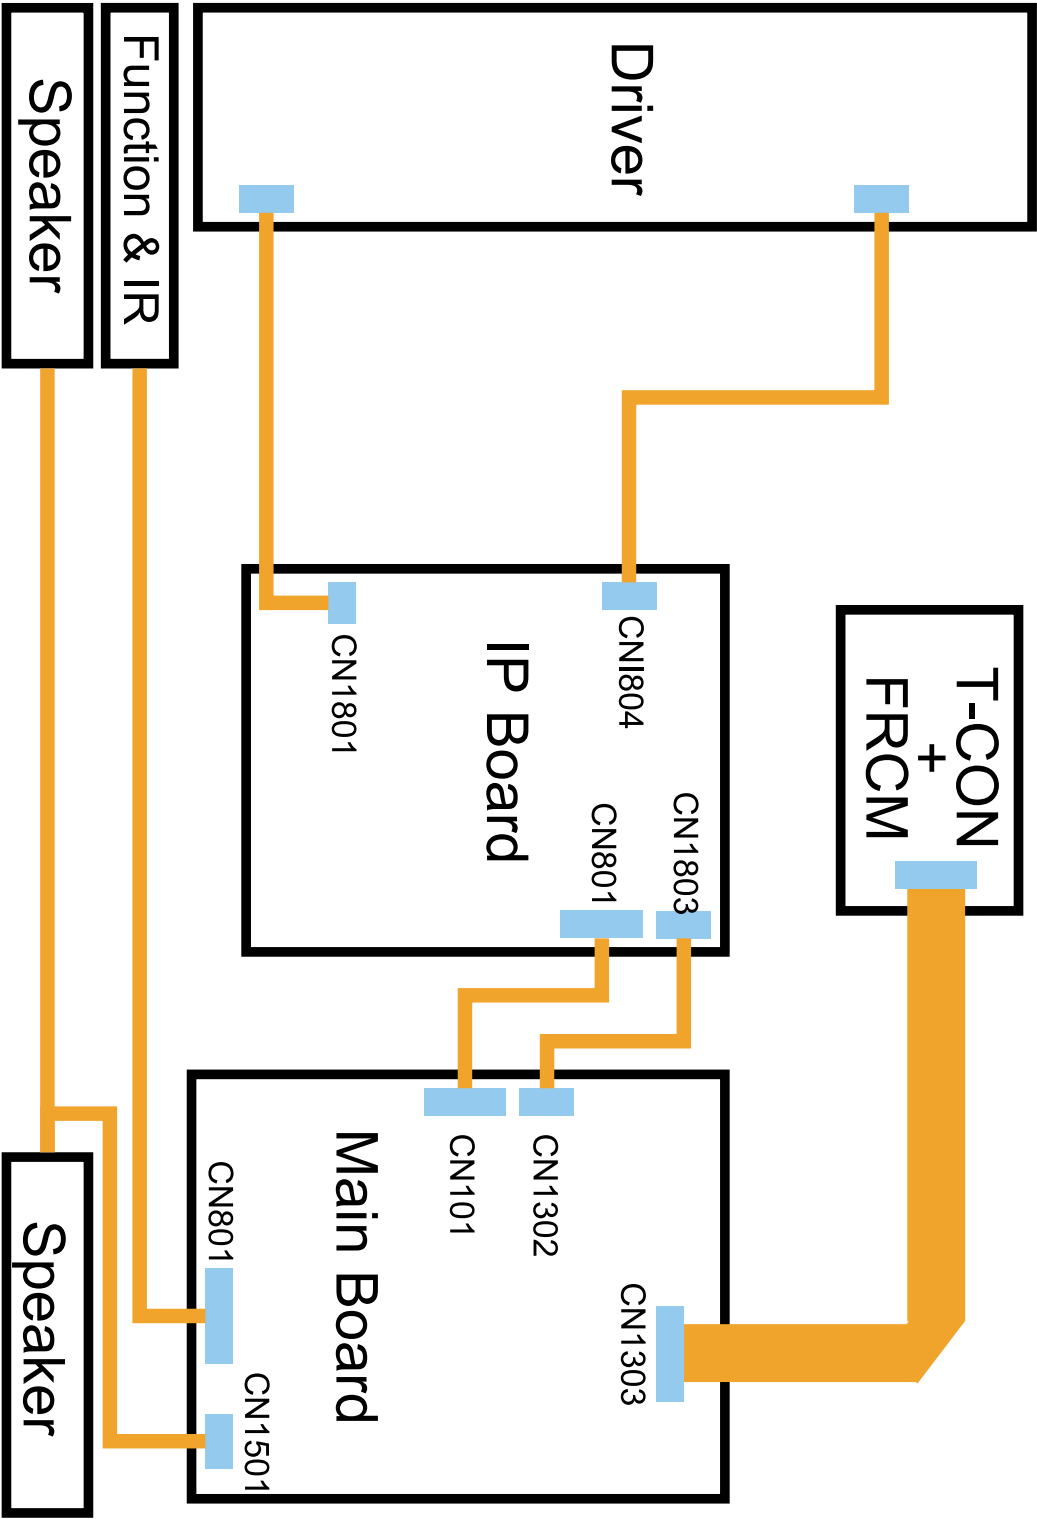 Driver
Function & IR
Speaker
CNI804
CN1801
IP Board
CN1803
CN801
T-CON
+
FRCM
CN101
CN1302
Main Board
CN801
CN1303
CN1501
Speaker